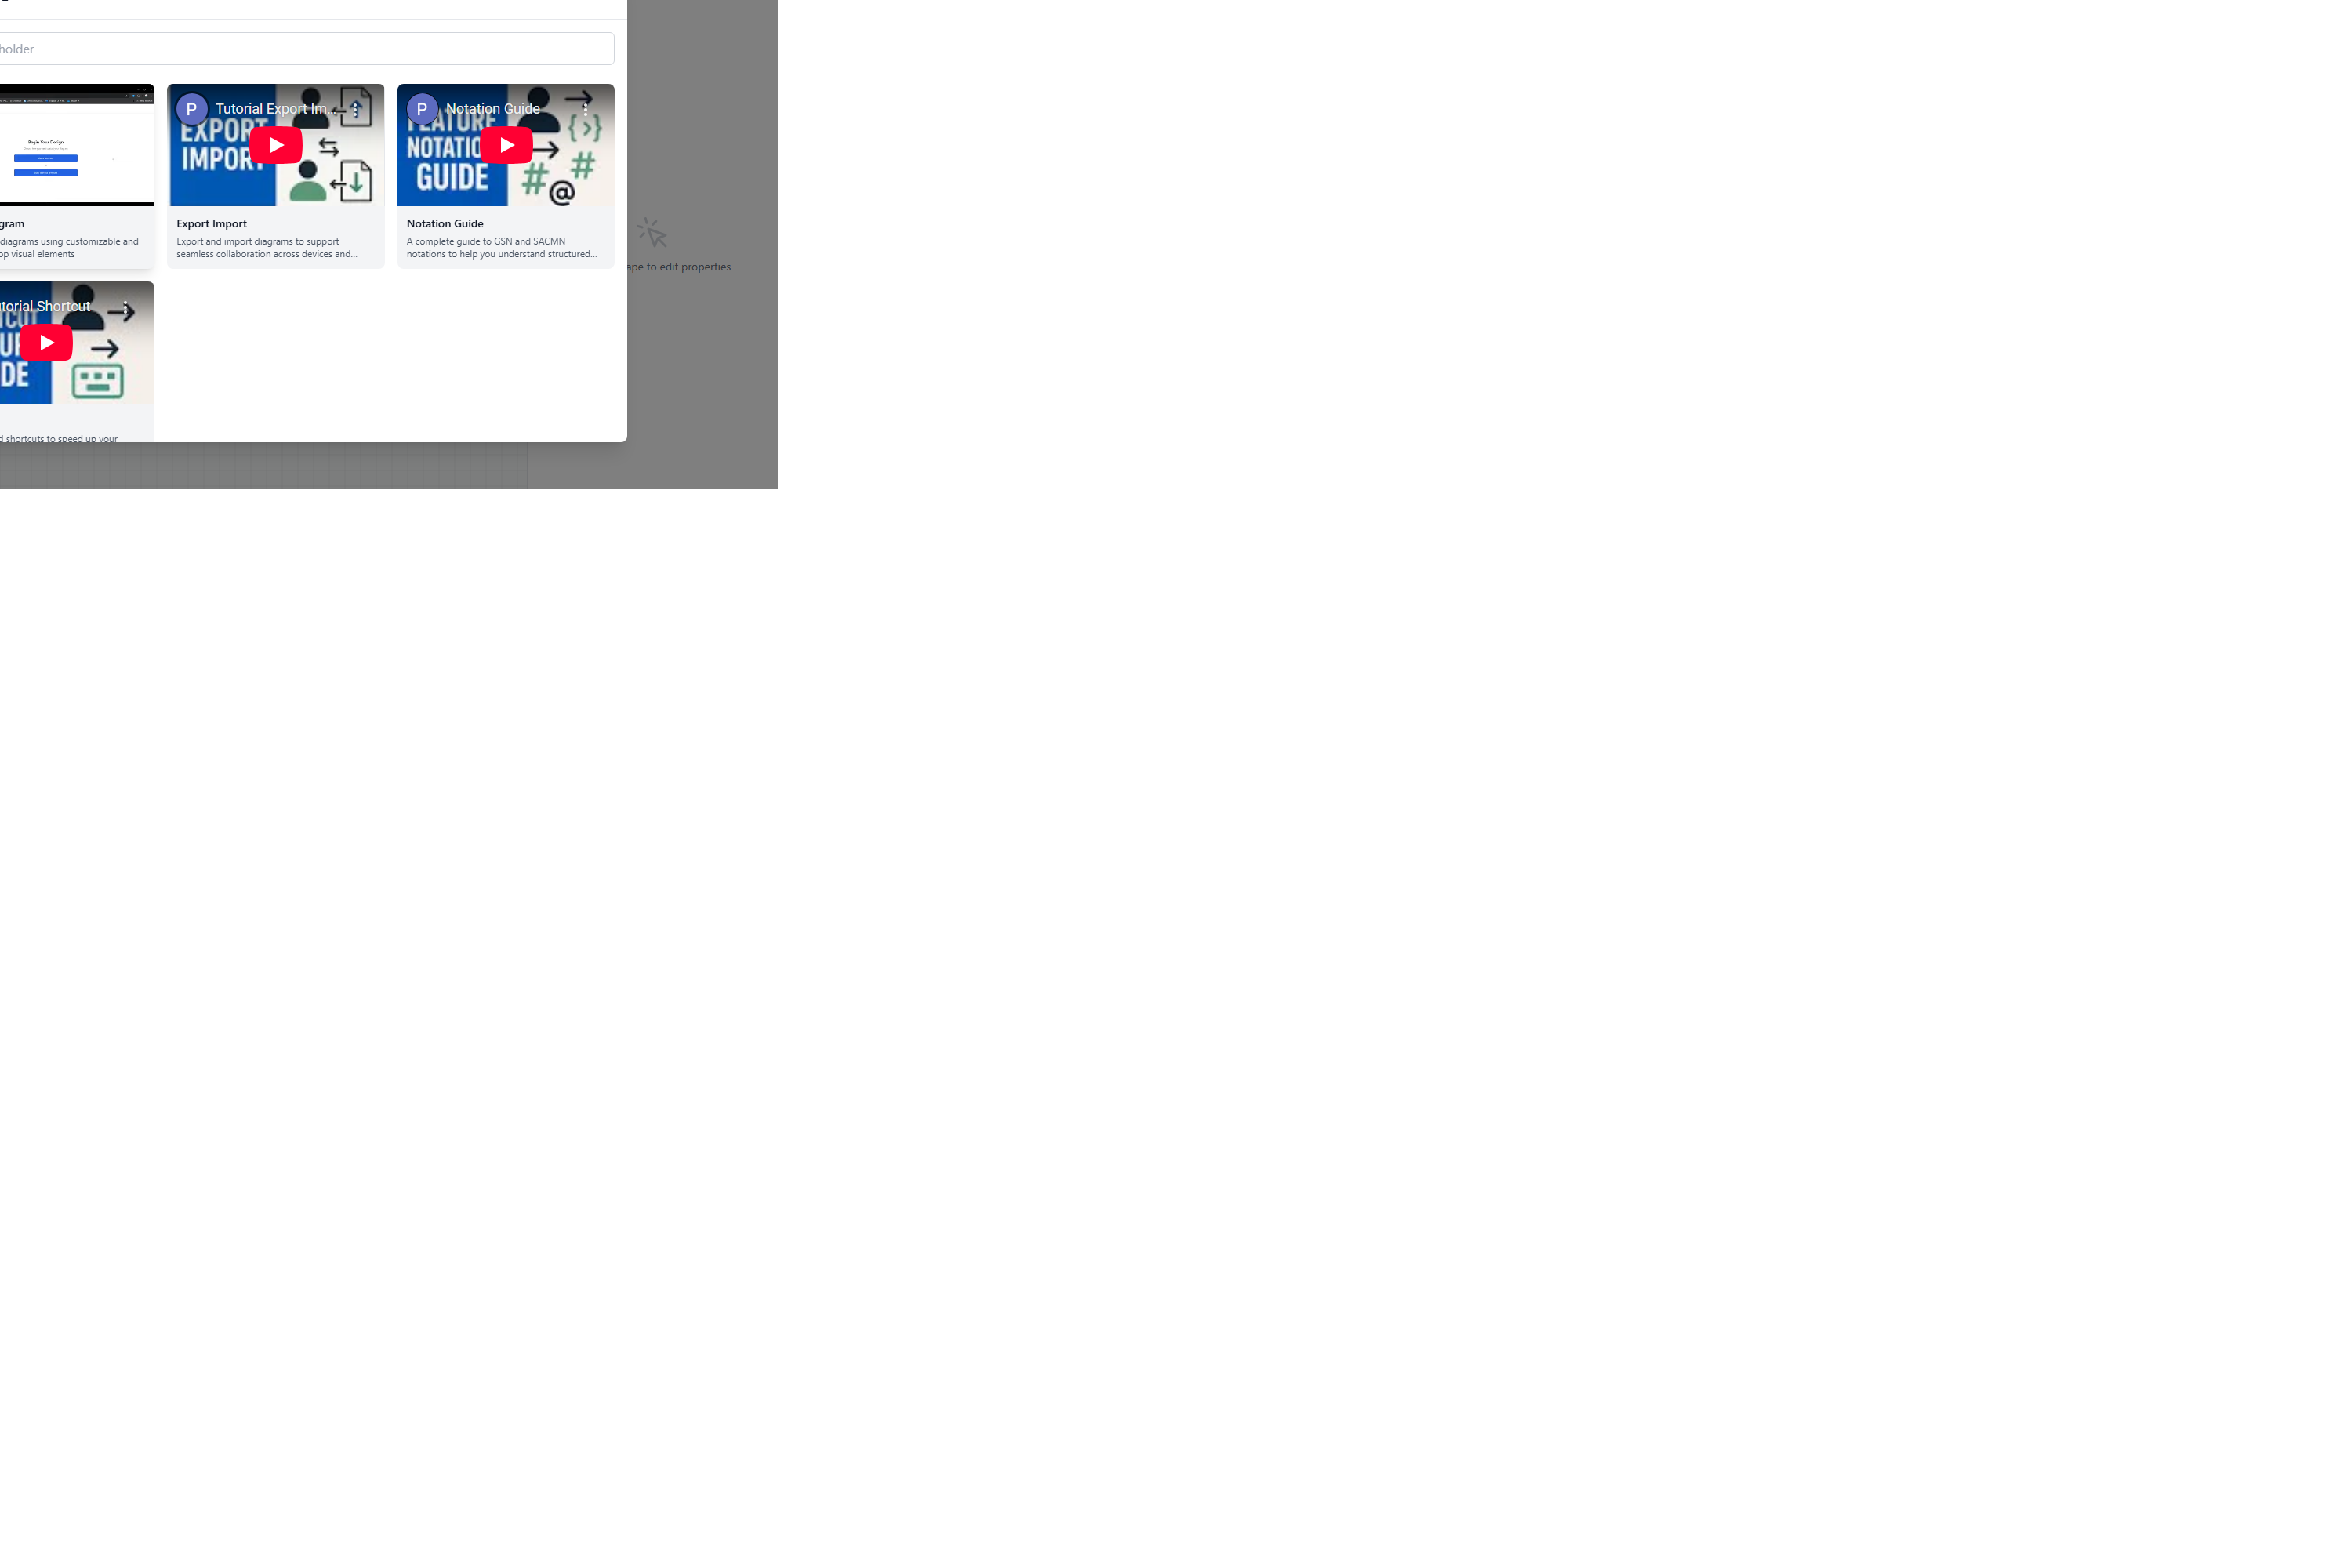 holder
Begin Your Design
P Tutorial Export Im...
EXPORT
IMPORT
P Notation Guide
FEATURE
NOTATIO
GUIDE
gram
diagrams using customizable and
op visual elements
Export Import
Export and import diagrams to support
seamless collaboration across devices and...
Notation Guide
A complete guide to GSN and SACMN
notations to help you understand structured...
ape to edit properties
torial Shortcut
TCUT
DE
d shortcuts to speed up your